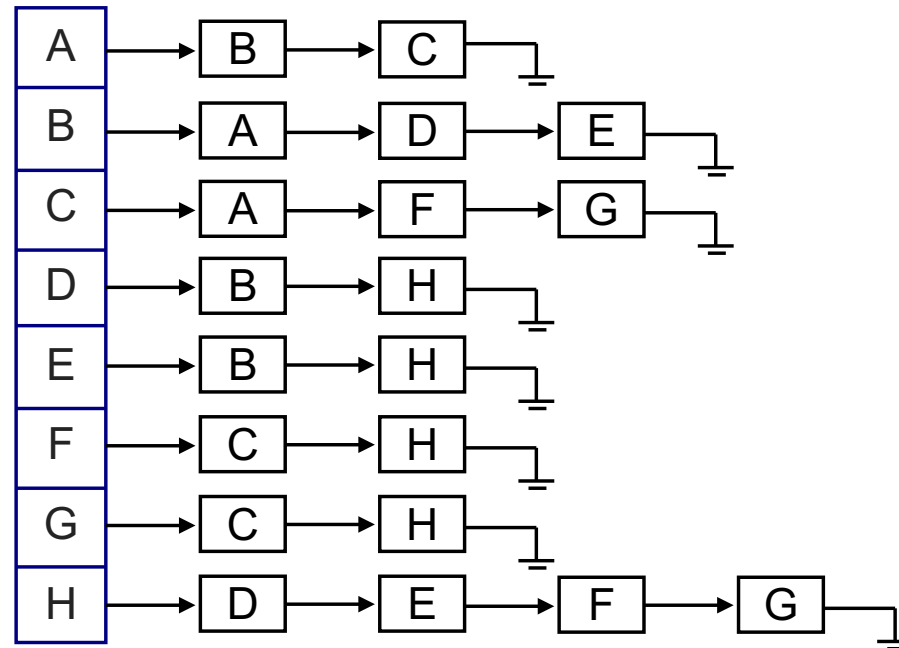 A B C
B A D E
C A F G
D B H
E B H
F C H
G C H
H D E F G